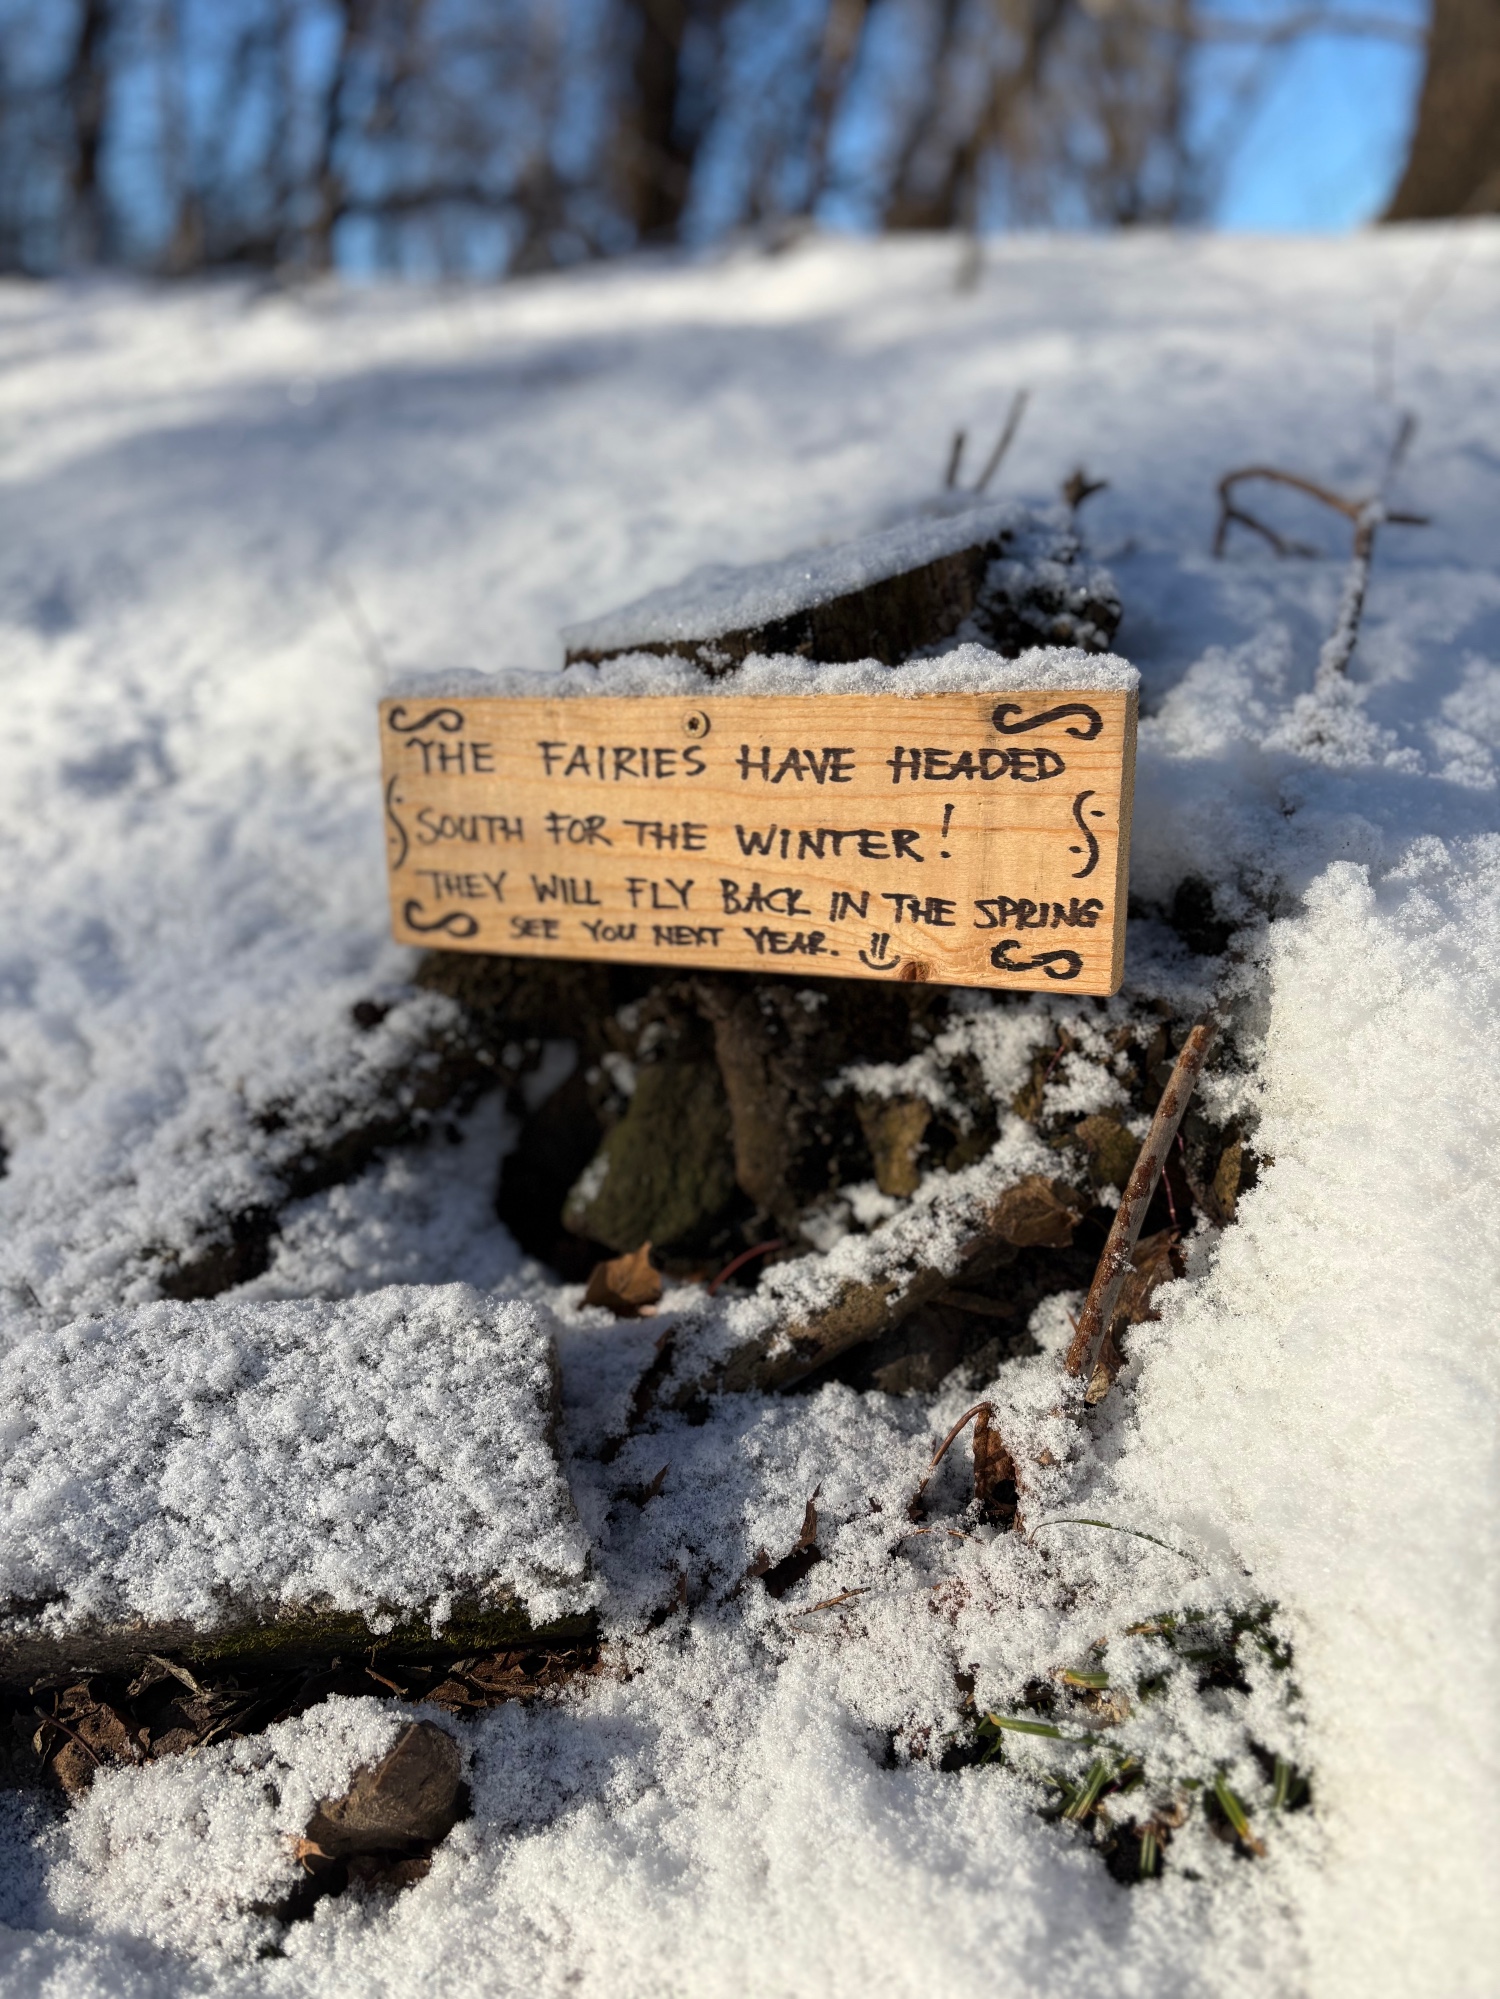 THE FAIRIES HAVE HEADED
SOUTH FOR THE WINTER!
THEY WILL FLY BACK IN THE SPRING
SEE YOU NEXT YEAR.